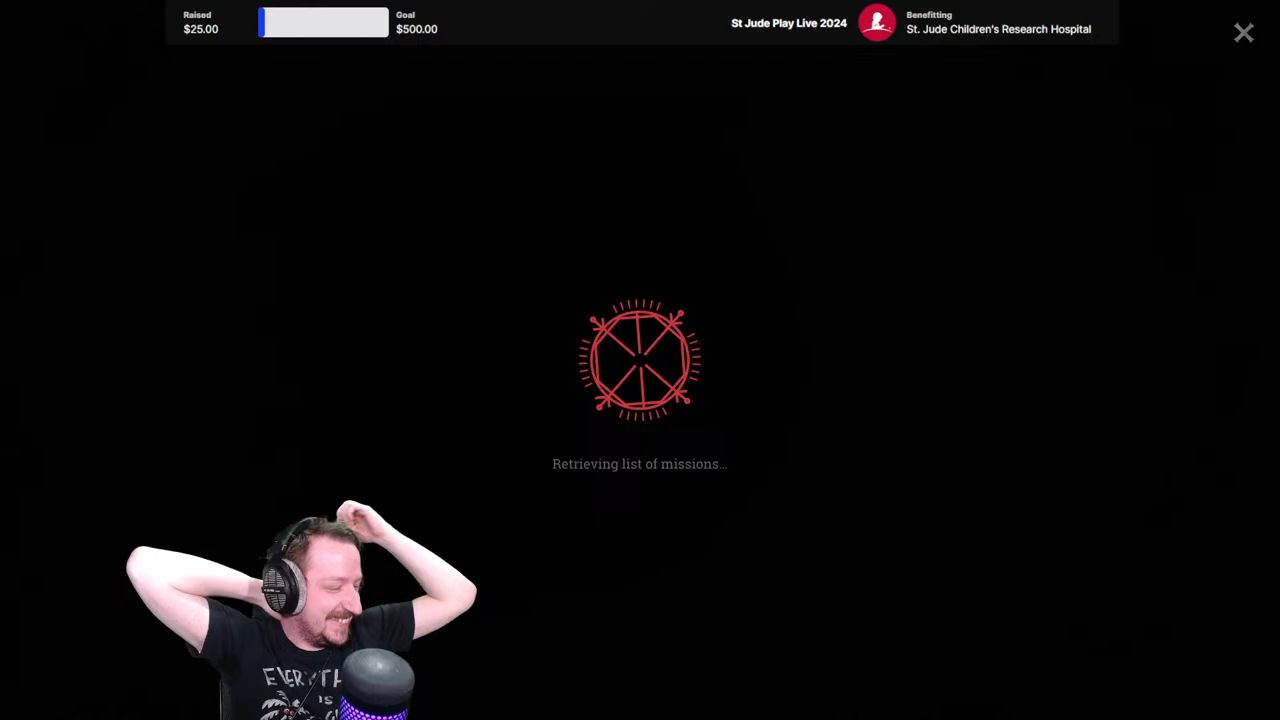 Raised
$25.00
Goal
$500.00
St Jude Play Live 2024
Benefitting
St. Jude Children's Research Hospital
Retrieving list of missions...
IS